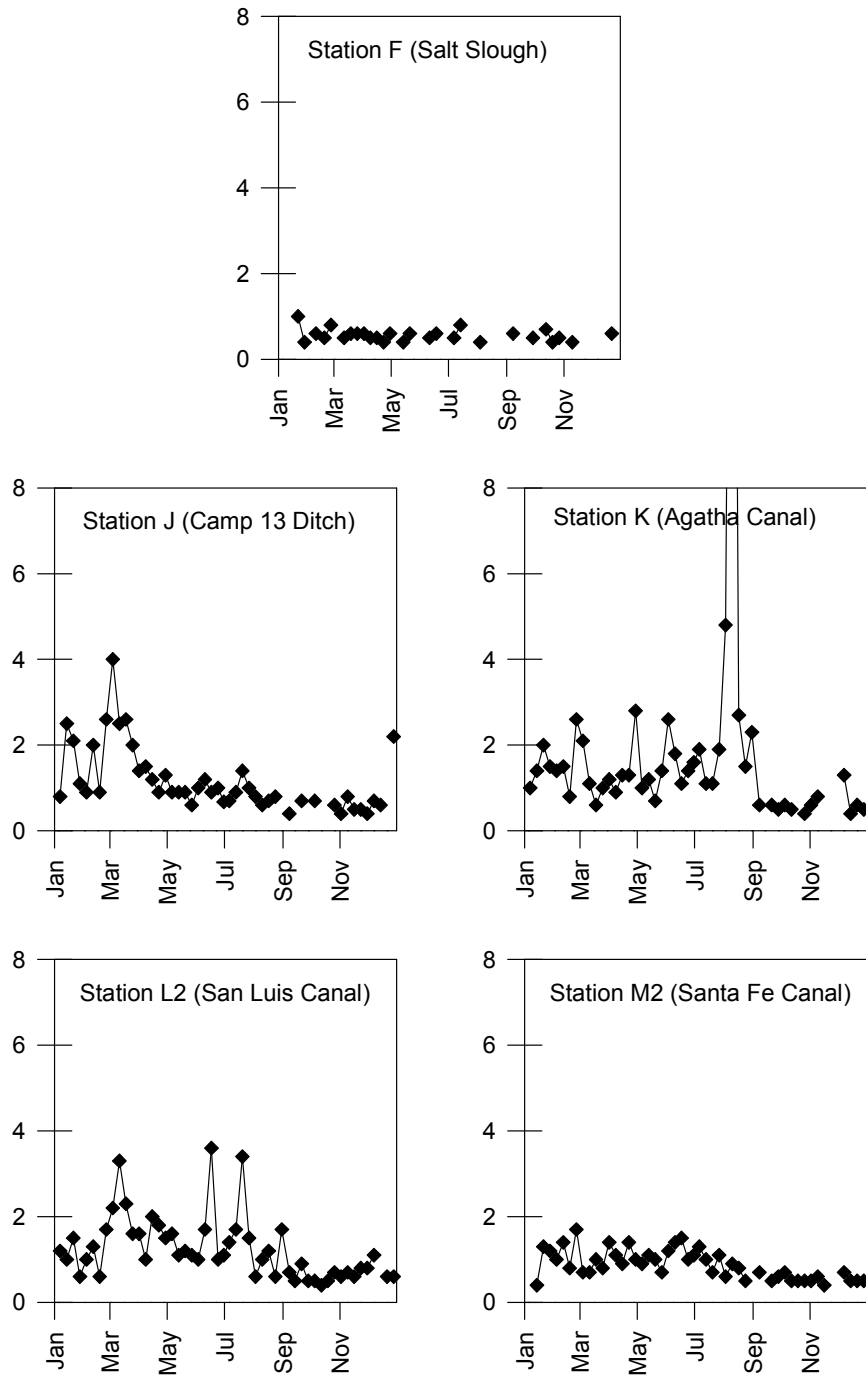 8
Station F (Salt Slough)
6
4
2
0
Jan
Mar
May
Jul
Sep
Nov
8
Station J (Camp 13 Ditch)
6
4
2
0
Jan
Mar
May
Jul
Sep
Nov
8
Station K (Agatha Canal)
6
4
2
0
Jan
Mar
May
Jul
Sep
Nov
8
Station L2 (San Luis Canal)
6
4
2
0
Jan
Mar
May
Jul
Sep
Nov
8
Station M2 (Santa Fe Canal)
6
4
2
0
Jan
Mar
May
Jul
Sep
Nov